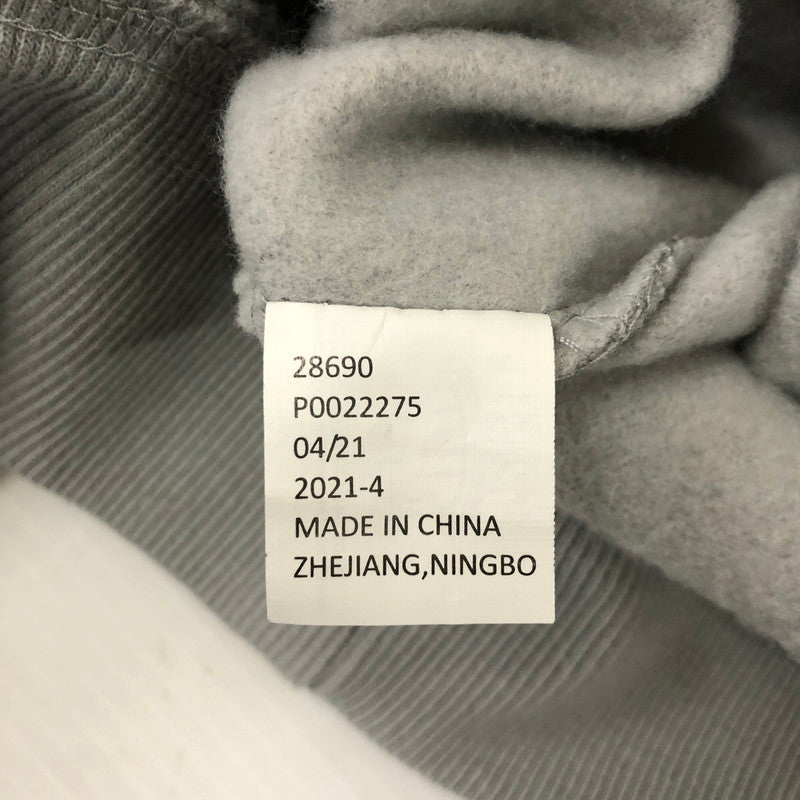 28690
P0022275
04/21
2021-4
MADE IN CHINA
ZHEJIANG,NINGBO